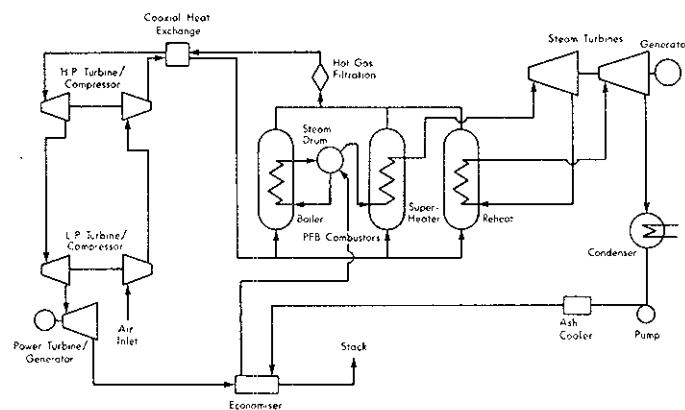 Coaxial Heat
Exchange
H.P Turbine/
Compressor
Hot Gas
Filtration
Steam Turbines
Generato
Steam
Drum
Boiler
PFB Combustors
Super-
Heater
Reheat
L.P Turbine/
Compressor
Air
Inlet
Power Turbine/
Generator
Condenser
Ash
Cooler
Pump
Stack
Economiser